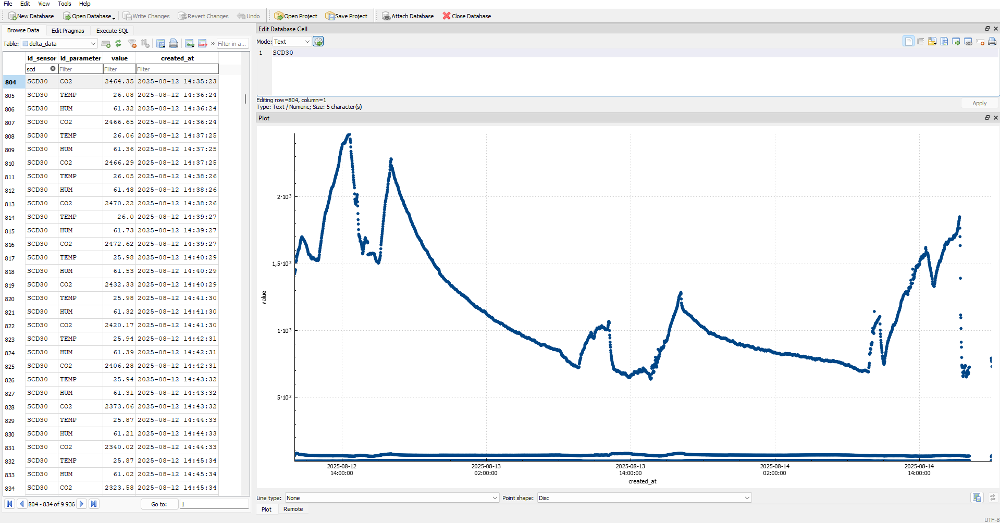 File Edit View Tools Help
New Database Open Database Write Changes Revert Changes Undo Open Project Save Project Attach Database Close Database
Browse Data Edit Pragmas Execute SQL
Table: delta_data » Filter in a...
id_sensor id_parameter value created_at
scd Filter Filter Filter
804 SCD30 CO2 2464.35 2025-08-12 14:35:23
805 SCD30 TEMP 26.08 2025-08-12 14:36:24
806 SCD30 HUM 61.32 2025-08-12 14:36:24
807 SCD30 CO2 2466.65 2025-08-12 14:36:24
808 SCD30 TEMP 26.06 2025-08-12 14:37:25
809 SCD30 HUM 61.36 2025-08-12 14:37:25
810 SCD30 CO2 2466.29 2025-08-12 14:37:25
811 SCD30 TEMP 26.05 2025-08-12 14:38:26
812 SCD30 HUM 61.48 2025-08-12 14:38:26
813 SCD30 CO2 2470.22 2025-08-12 14:38:26
814 SCD30 TEMP 26.0 2025-08-12 14:39:27
815 SCD30 HUM 61.73 2025-08-12 14:39:27
816 SCD30 CO2 2472.62 2025-08-12 14:39:27
817 SCD30 TEMP 25.98 2025-08-12 14:40:29
818 SCD30 HUM 61.53 2025-08-12 14:40:29
819 SCD30 CO2 2432.33 2025-08-12 14:40:29
820 SCD30 TEMP 25.98 2025-08-12 14:41:30
821 SCD30 HUM 61.32 2025-08-12 14:41:30
822 SCD30 CO2 2420.17 2025-08-12 14:41:30
823 SCD30 TEMP 25.94 2025-08-12 14:42:31
824 SCD30 HUM 61.39 2025-08-12 14:42:31
825 SCD30 CO2 2406.28 2025-08-12 14:42:31
826 SCD30 TEMP 25.94 2025-08-12 14:43:32
827 SCD30 HUM 61.31 2025-08-12 14:43:32
828 SCD30 CO2 2373.06 2025-08-12 14:43:32
829 SCD30 TEMP 25.87 2025-08-12 14:44:33
830 SCD30 HUM 61.21 2025-08-12 14:44:33
831 SCD30 CO2 2340.02 2025-08-12 14:44:33
832 SCD30 TEMP 25.87 2025-08-12 14:45:34
833 SCD30 HUM 61.02 2025-08-12 14:45:34
834 SCD30 CO2 2323.58 2025-08-12 14:45:34
804 - 834 of 9 936 Go to: 1
Edit Database Cell
Mode: Text
1 SCD30
Editing row=804, column=1
Type: Text / Numeric; Size: 5 character(s)
Apply
Plot
2·10³
1,5·10³
value
1·10³
5·10²
2025-08-12 2025-08-13 2025-08-13 2025-08-14 2025-08-14
14:00:00 02:00:00 14:00:00 02:00:00 14:00:00
created_at
Line type: None Point shape: Disc
Plot Remote
UTF-8